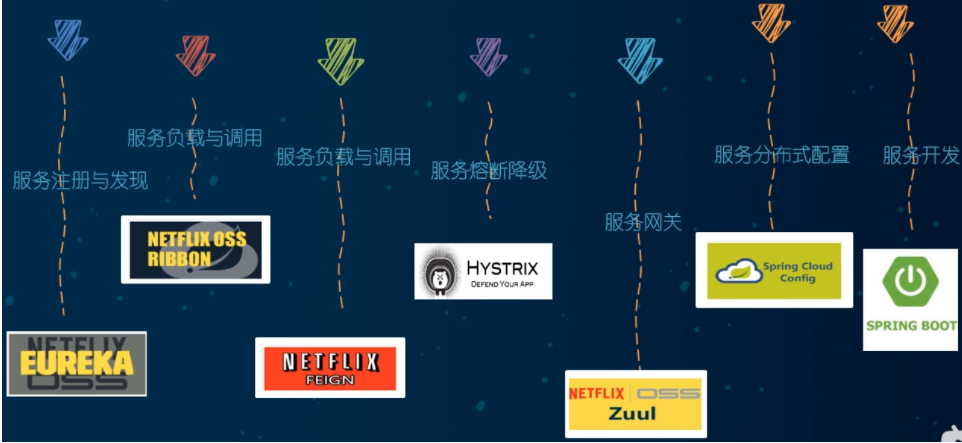 服务注册与发现
NETFLIX
EUREKA
OSS
服务负载与调用
NETFLIX OSS
RIBBON
服务负载与调用
NETFLIX
FEIGN
服务熔断降级
HYSTRIX
DEFEND YOUR APP
服务网关
NETFLIX OSS
Zuul
服务分布式配置
Spring Cloud
Config
服务开发
SPRING BOOT